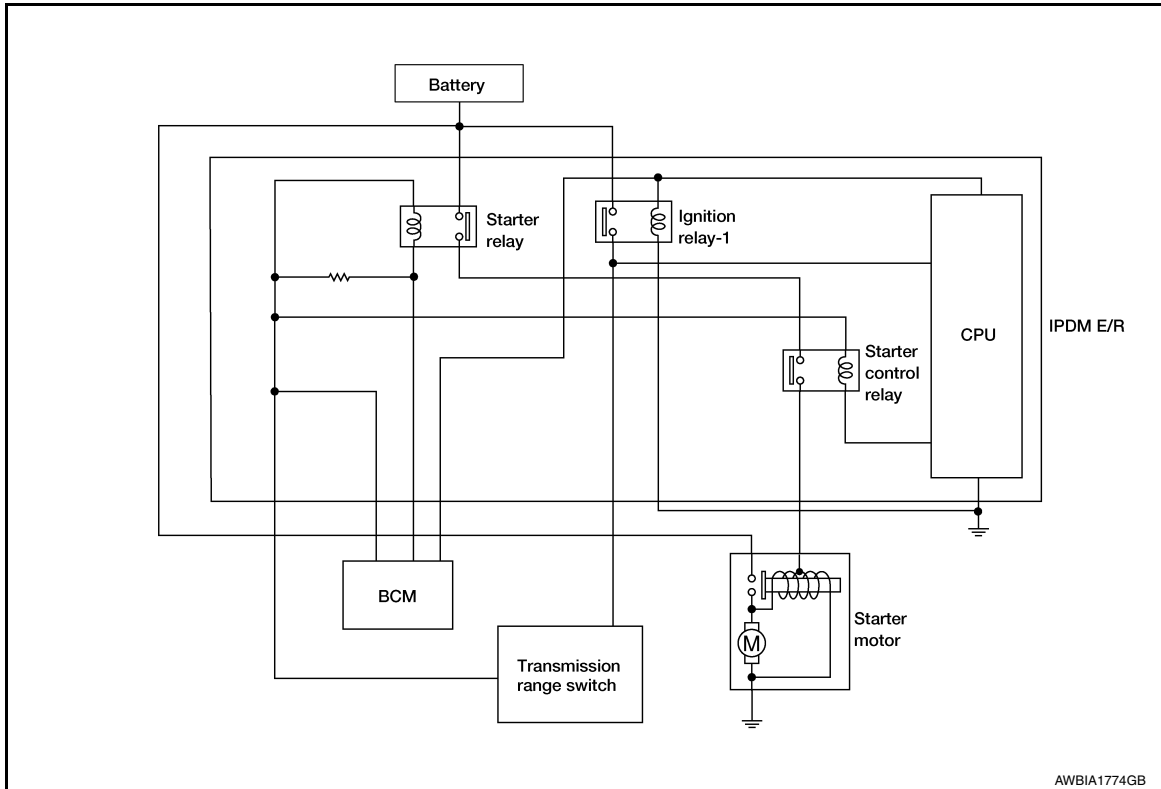 Battery
Starter
relay
Ignition
relay-1
CPU
IPDM E/R
Starter
control
relay
BCM
Transmission
range switch
M
Starter
motor
AWBIA1774GB